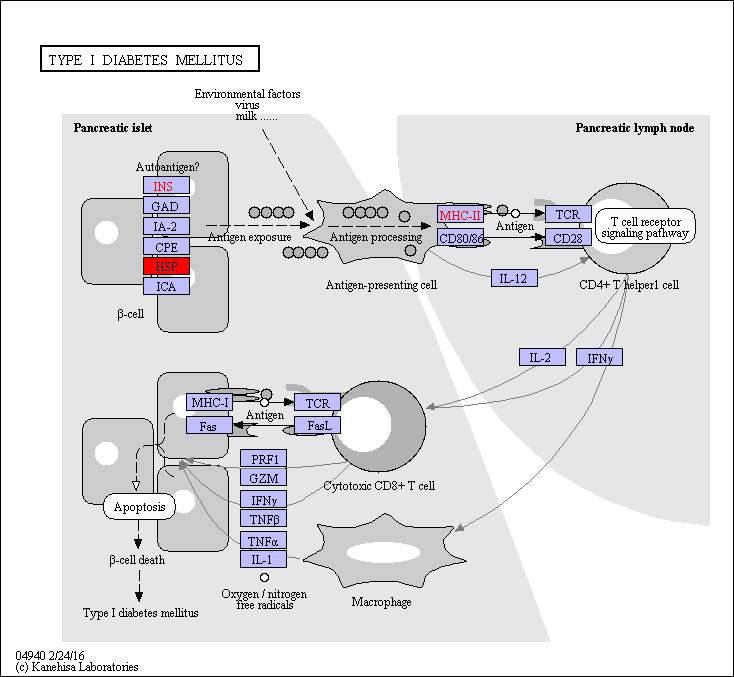 TYPE I DIABETES MELLITUS
Environmental factors
virus
milk ......
Pancreatic islet
Pancreatic lymph node
Autoantigen?
INS
GAD
IA-2
CPE
HSP
ICA
β-cell
Antigen exposure
Antigen processing
Antigen-presenting cell
MHC-II
CD80/86
Antigen
TCR
CD28
T cell receptor
signaling pathway
CD4+ T helper1 cell
IL-12
IL-2
IFNγ
MHC-I
Fas
Antigen
TCR
FasL
Cytotoxic CD8+ T cell
PRF1
GZM
IFNγ
TNFβ
TNFα
IL-1
Oxygen / nitrogen
free radicals
Macrophage
Apoptosis
β-cell death
Type I diabetes mellitus
04940 2/24/16
(c) Kanehisa Laboratories